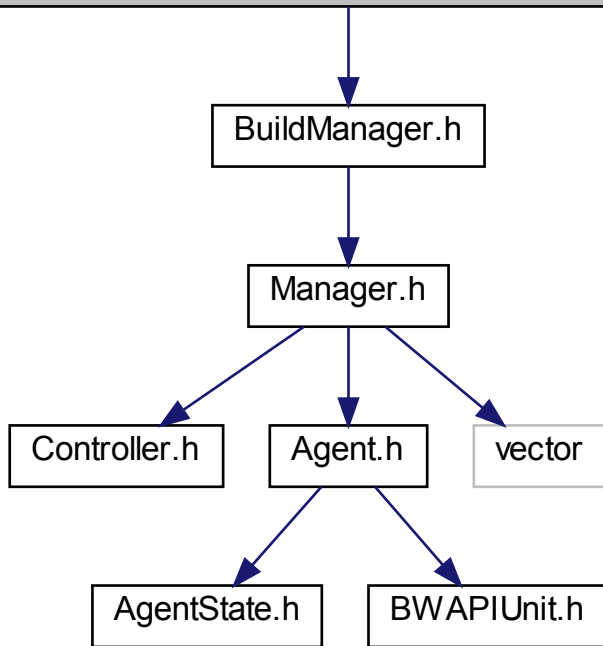 BuildManager.h
Manager.h
Controller.h
Agent.h
vector
AgentState.h
BWAPIUnit.h